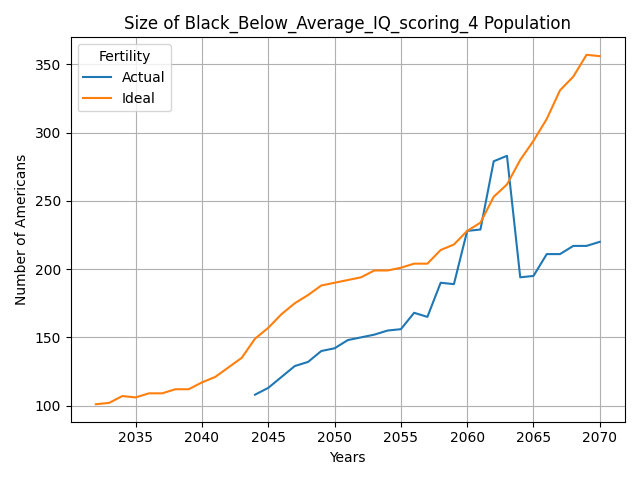 Size of Black_Below_Average_IQ_scoring_4 Population
Fertility
Actual
Ideal
Number of Americans
350
300
250
200
150
100
2035 2040 2045 2050 2055 2060 2065 2070
Years